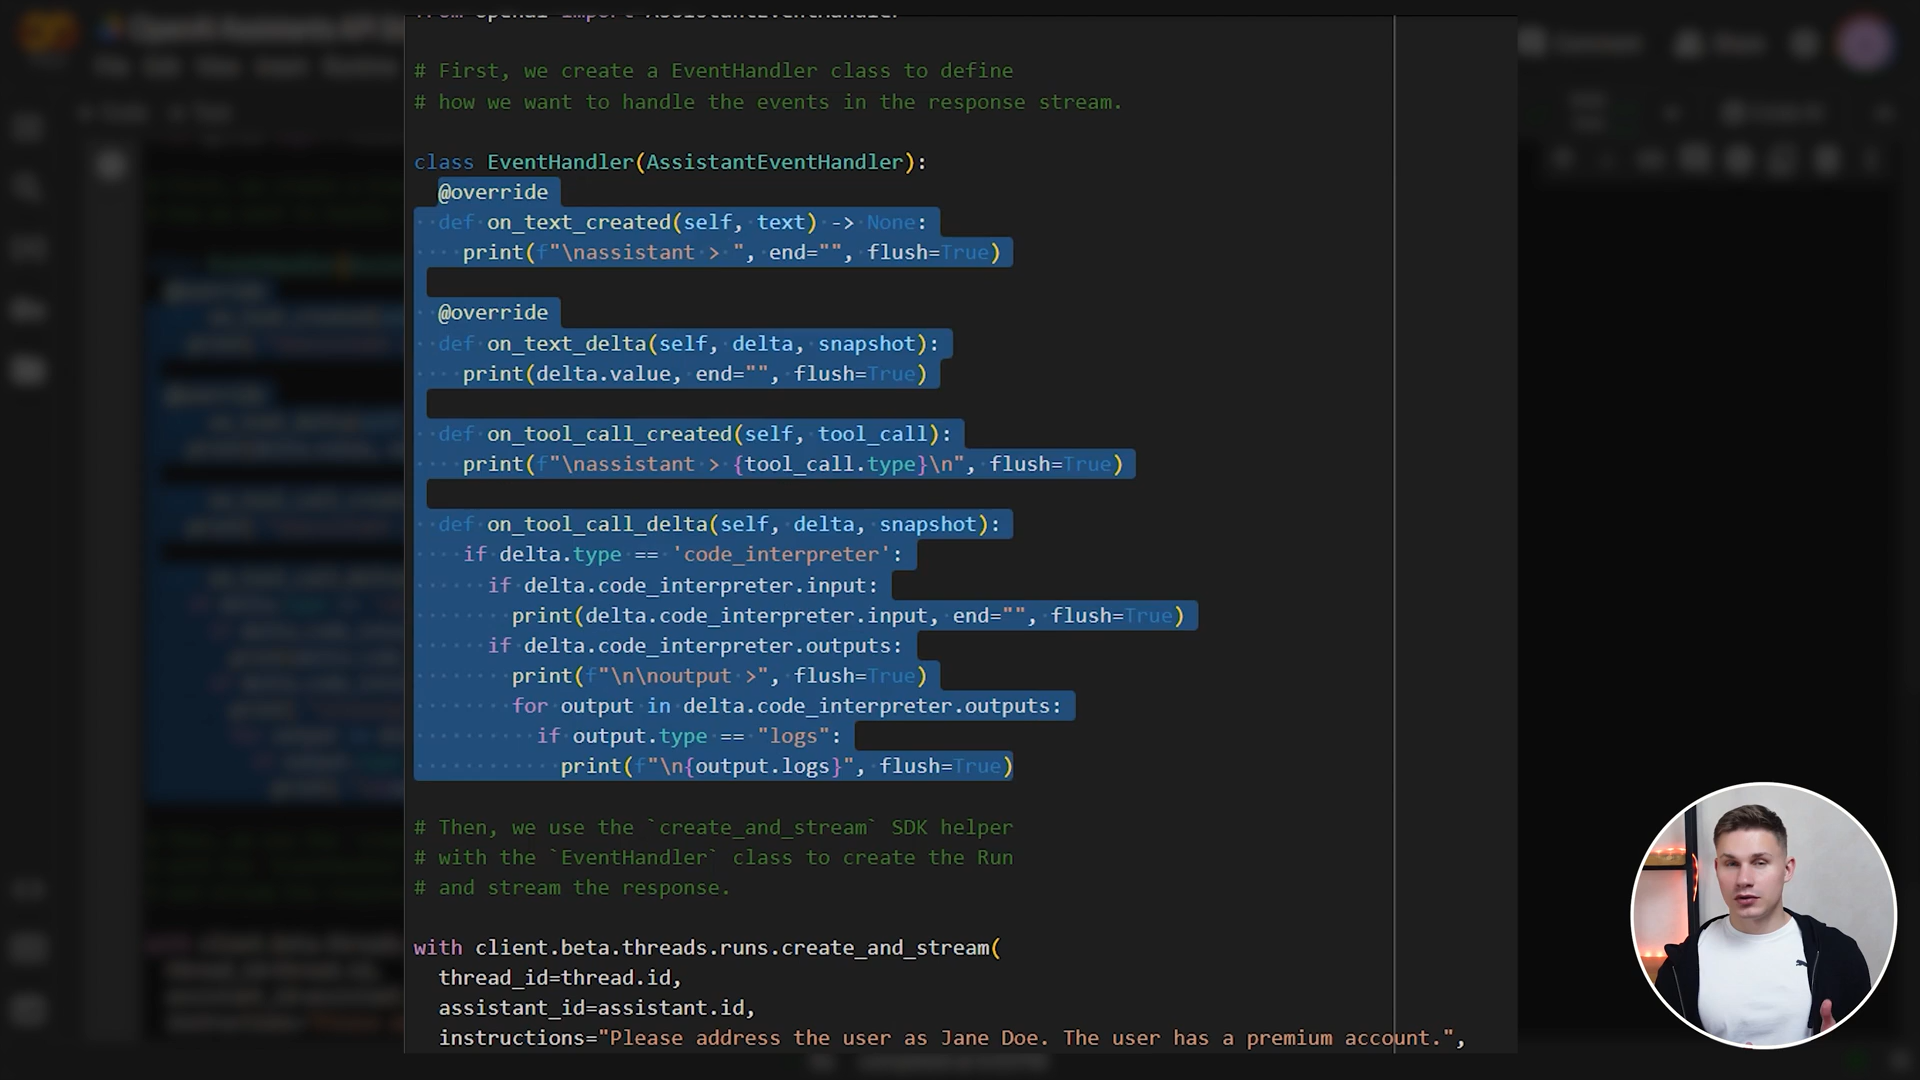 from openai import AssistantEventHandler
# First, we create a EventHandler class to define
# how we want to handle the events in the response stream.
class EventHandler(AssistantEventHandler):
@override
def on_text_created(self, text) -> None:
print(f"\nassistant > ", end="", flush=True)
@override
def on_text_delta(self, delta, snapshot):
print(delta.value, end="", flush=True)
def on_tool_call_created(self, tool_call):
print(f"\nassistant > {tool_call.type}\n", flush=True)
def on_tool_call_delta(self, delta, snapshot):
if delta.type == 'code_interpreter':
if delta.code_interpreter.input:
print(delta.code_interpreter.input, end="", flush=True)
if delta.code_interpreter.outputs:
print(f"\n\noutput >", flush=True)
for output in delta.code_interpreter.outputs:
if output.type == "logs":
print(f"\n{output.logs}", flush=True)
# Then, we use the `create_and_stream` SDK helper
# with the `EventHandler` class to create the Run
# and stream the response.
with client.beta.threads.runs.create_and_stream(
thread_id=thread.id,
assistant_id=assistant.id,
instructions="Please address the user as Jane Doe. The user has a premium account.",